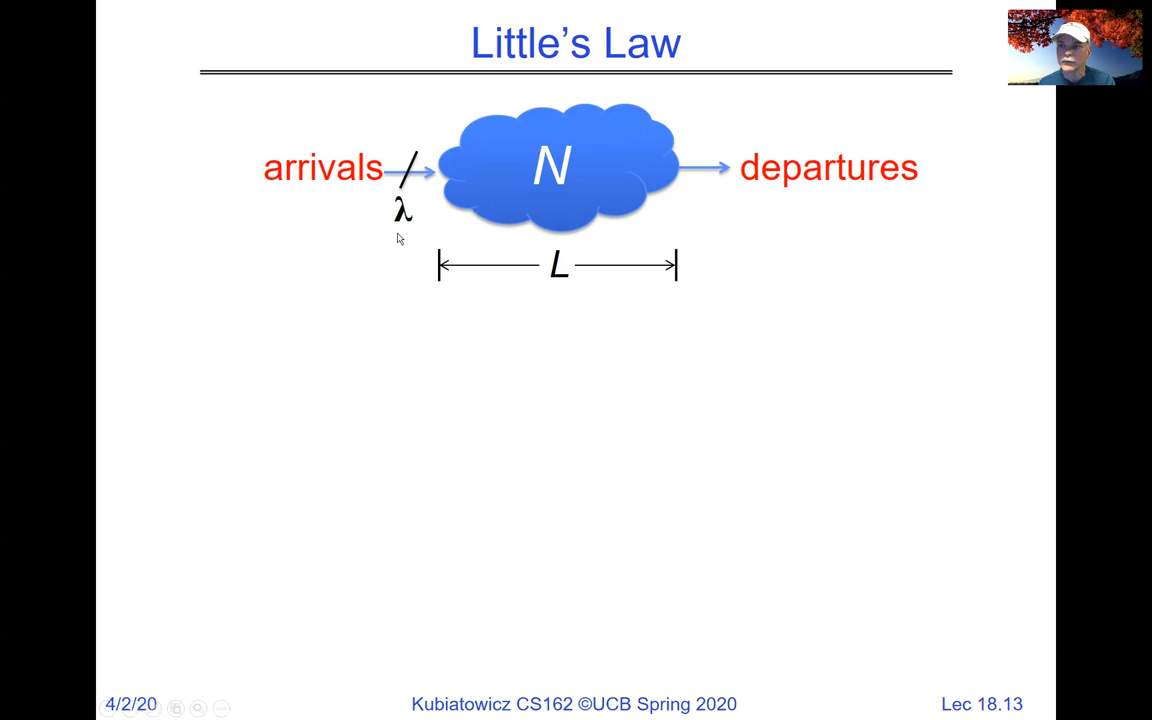 Little's Law
arrivals
N
departures
λ
L
4/2/20
Kubiatowicz CS162 ©UCB Spring 2020
Lec 18.13